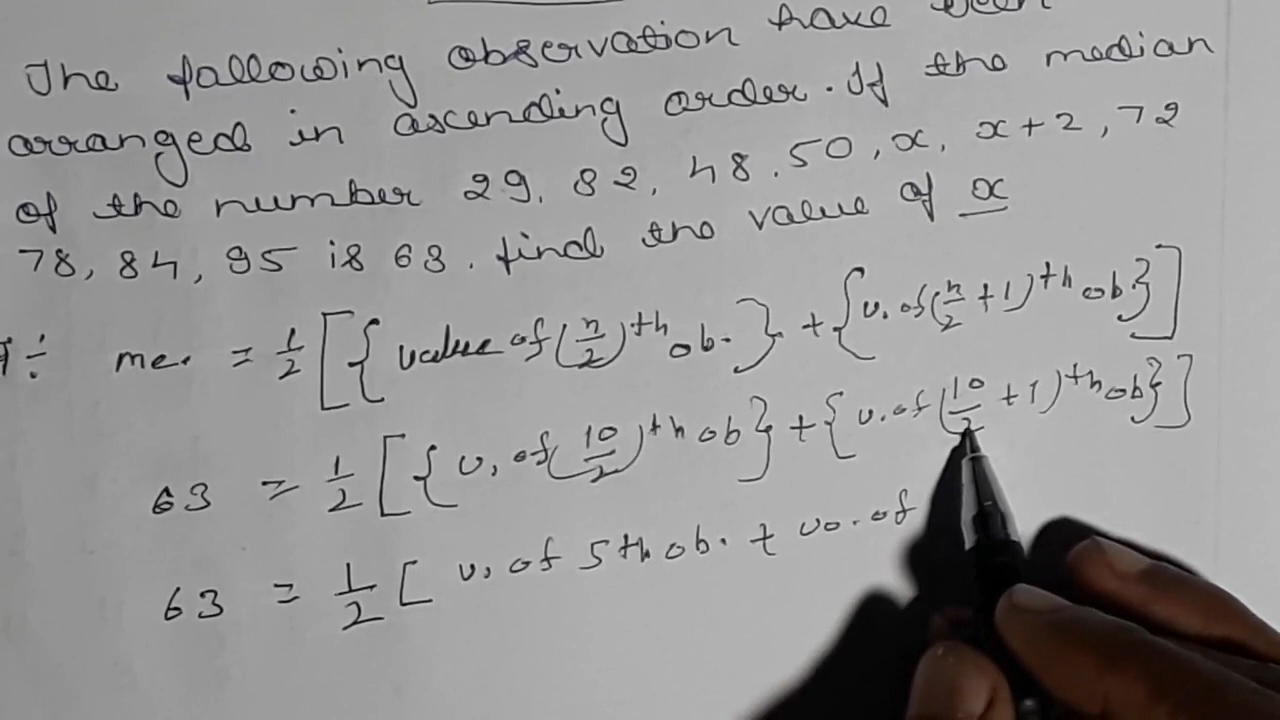 The following observation have been
arranged in ascending order. If the median
of the number 29, 82, 48, 50, x, x+2, 72
78, 84, 95 is 63. find the value of x
me. = 1/2 [{value of (n/2)th ob.} + {v. of (n/2 + 1)th ob}]
63 = 1/2 [{v. of (10/2)th ob} + {v. of (10/2 + 1)th ob}]
63 = 1/2 [ v. of 5th ob. + vo. of